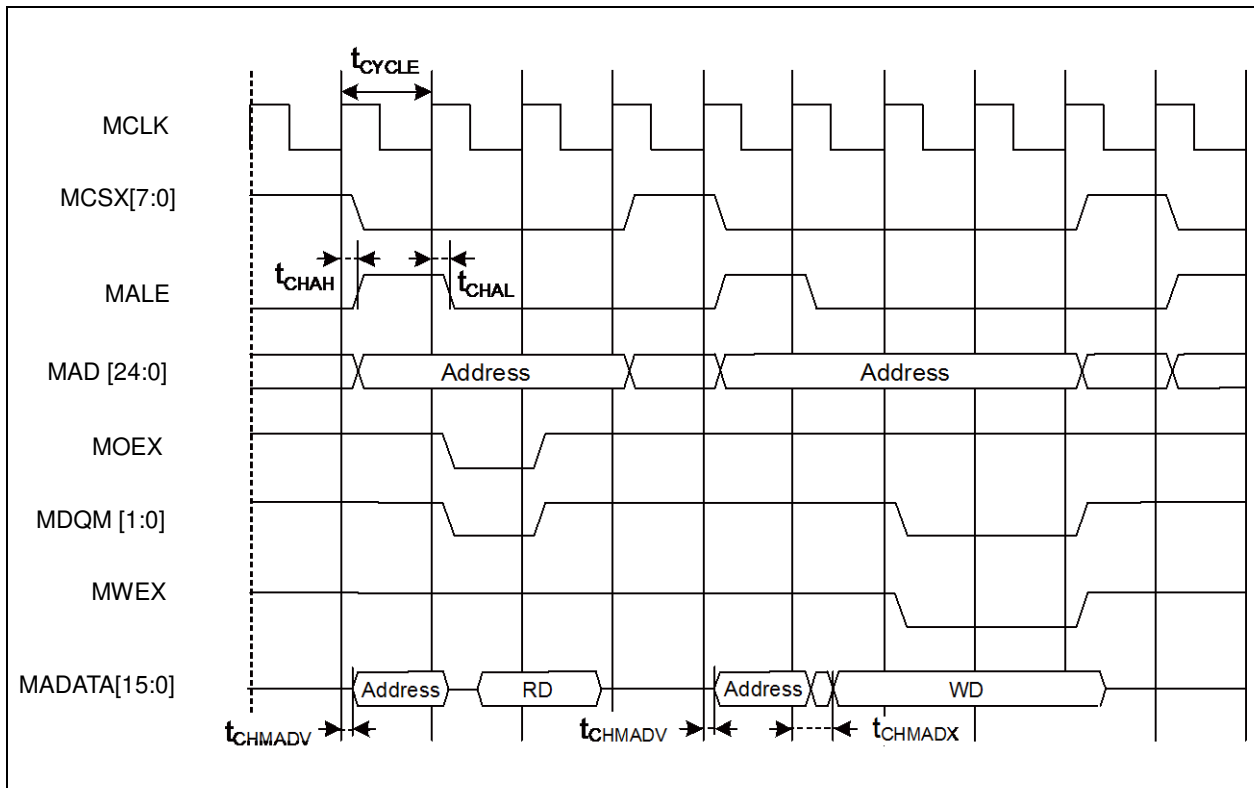 tCYCLE
MCLK
MCSX[7:0]
tCHAH
tCHAL
MALE
MAD [24:0]
Address
Address
MOEX
MDQM [1:0]
MWEX
MADATA[15:0]
Address
RD
Address
WD
tCHMADV
tCHMADV
tCHMADX